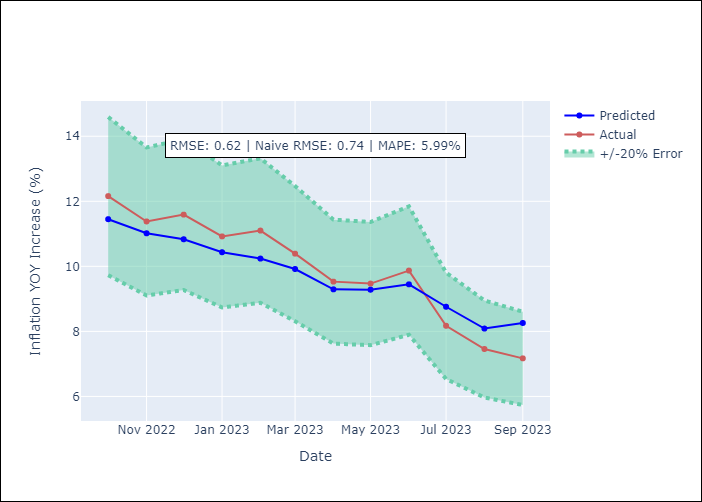 Predicted
Actual
+/-20% Error
RMSE: 0.62 | Naive RMSE: 0.74 | MAPE: 5.99%
Inflation YOY Increase (%)
14
12
10
8
6
Nov 2022 Jan 2023 Mar 2023 May 2023 Jul 2023 Sep 2023
Date